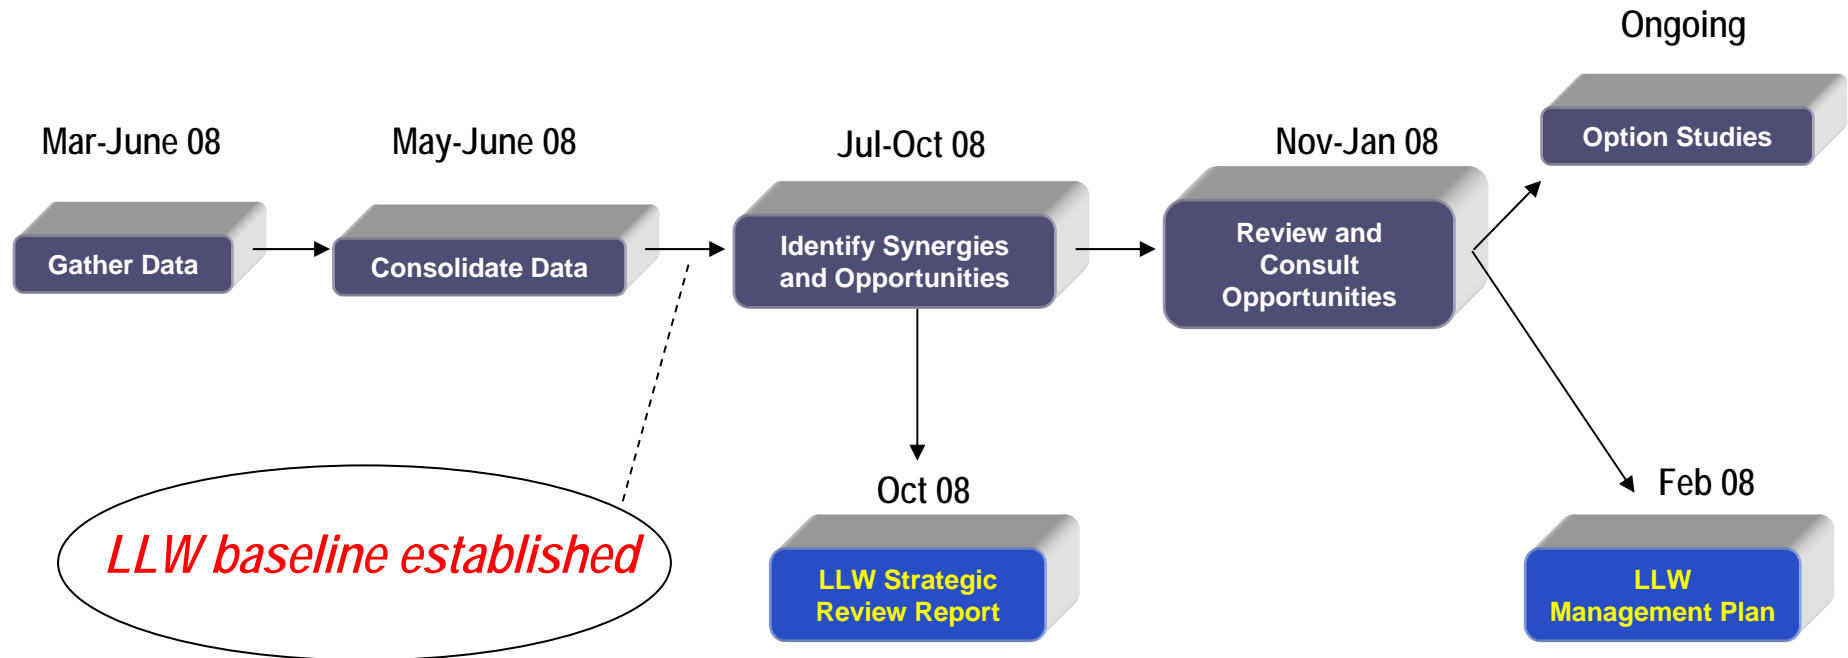 Ongoing
Mar-June 08
May-June 08
Jul-Oct 08
Nov-Jan 08
Option Studies
Gather Data
Consolidate Data
Identify Synergies
and Opportunities
Review and
Consult
Opportunities
LLW baseline established
Oct 08
Feb 08
LLW Strategic
Review Report
LLW
Management Plan